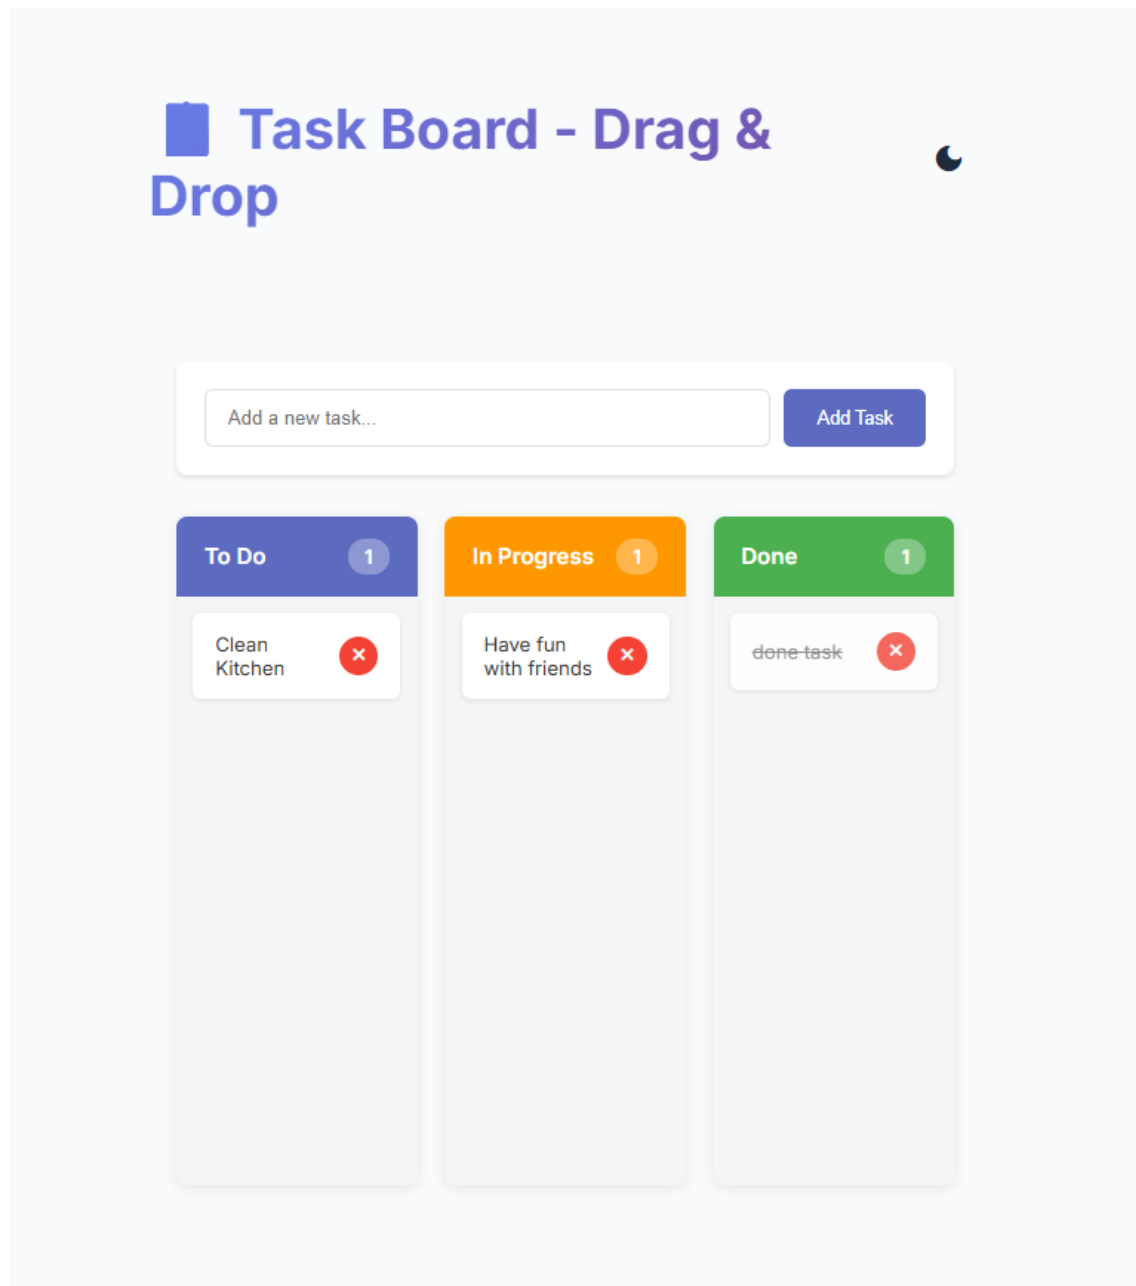 Task Board - Drag &
Drop
Add a new task...
Add Task
To Do
1
In Progress
1
Done
1
Clean
Kitchen
Have fun
with friends
done task